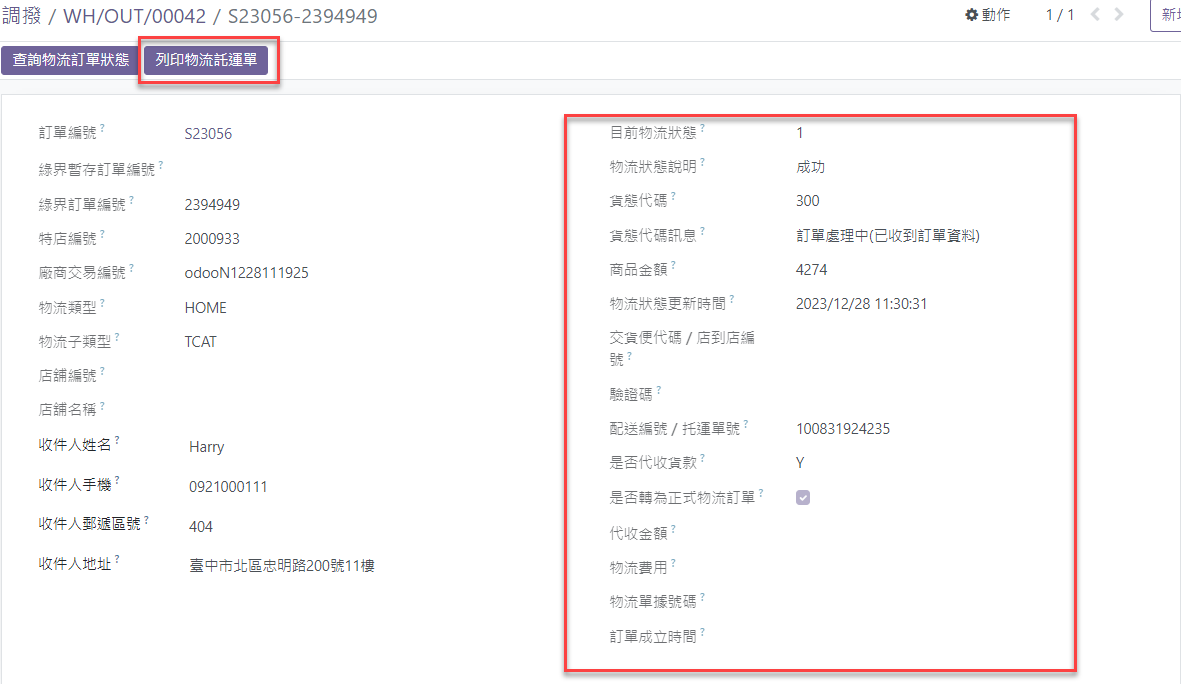 調撥 / WH/OUT/00042 / S23056-2394949
動作
1 / 1
查詢物流訂單狀態
列印物流託運單
訂單編號?
S23056
綠界暫存訂單編號?
綠界訂單編號?
2394949
特店編號?
2000933
廠商交易編號?
odooN1228111925
物流類型?
HOME
物流子類型?
TCAT
店舖編號?
店舖名稱?
收件人姓名?
Harry
收件人手機?
0921000111
收件人郵遞區號?
404
收件人地址?
臺中市北區忠明路200號11樓
目前物流狀態?
1
物流狀態說明?
成功
貨態代碼?
300
貨態代碼訊息?
訂單處理中(已收到訂單資料)
商品金額?
4274
物流狀態更新時間?
2023/12/28 11:30:31
交貨便代碼 / 店到店編
號?
驗證碼?
配送編號 / 托運單號?
100831924235
是否代收貨款?
Y
是否轉為正式物流訂單?
代收金額?
物流費用?
物流單據號碼?
訂單成立時間?